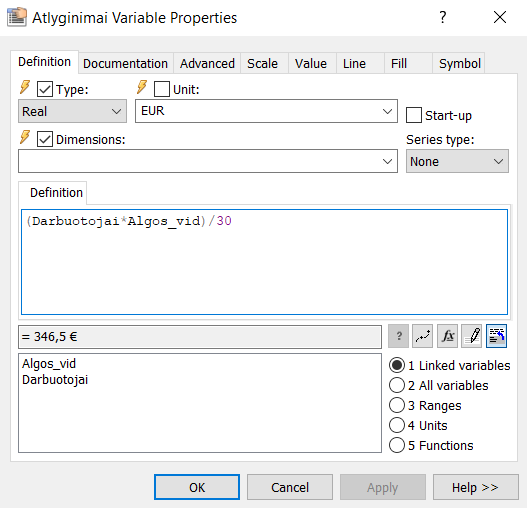 Atlyginimai Variable Properties
?
Definition Documentation Advanced Scale Value Line Fill Symbol
Type: Unit:
Real EUR Start-up
Dimensions: Series type:
None
Definition
(Darbuotojai*Algos_vid)/30
= 346,5 € ? fx
Algos_vid
Darbuotojai
1 Linked variables
2 All variables
3 Ranges
4 Units
5 Functions
OK Cancel Apply Help >>